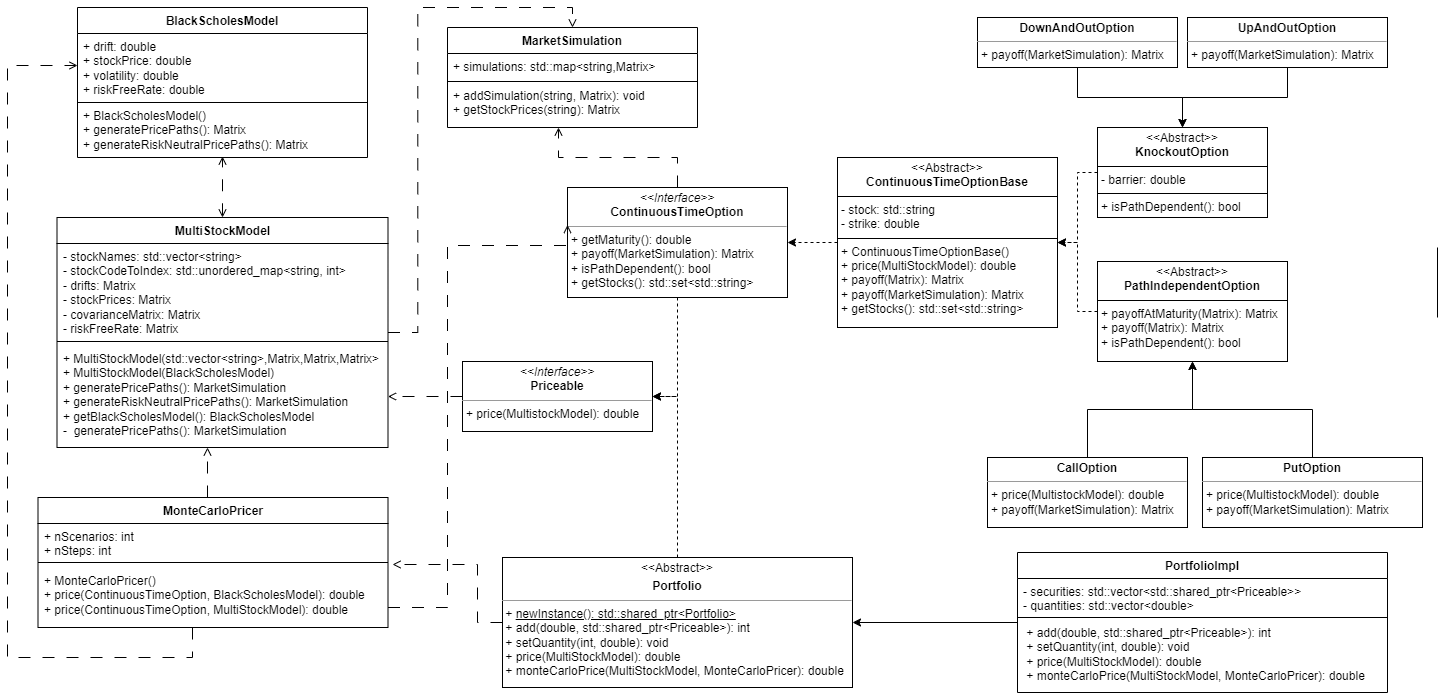 BlackScholesModel
+ drift: double
+ stockPrice: double
+ volatility: double
+ riskFreeRate: double
+ BlackScholesModel()
+ generatePricePaths(): Matrix
+ generateRiskNeutralPricePaths(): Matrix
MarketSimulation
+ simulations: std::map<string,Matrix>
+ addSimulation(string, Matrix): void
+ getStockPrices(string): Matrix
DownAndOutOption
+ payoff(MarketSimulation): Matrix
UpAndOutOption
+ payoff(MarketSimulation): Matrix
<<Abstract>>
KnockoutOption
- barrier: double
+ isPathDependent(): bool
<<Abstract>>
ContinuousTimeOptionBase
- stock: std::string
- strike: double
+ ContinuousTimeOptionBase()
+ price(MultiStockModel): double
+ payoff(Matrix): Matrix
+ payoff(MarketSimulation): Matrix
+ getStocks(): std::set<std::string>
<<Interface>>
ContinuousTimeOption
+ getMaturity(): double
+ payoff(MarketSimulation): Matrix
+ isPathDependent(): bool
+ getStocks(): std::set<std::string>
MultiStockModel
- stockNames: std::vector<string>
- stockCodeToIndex: std::unordered_map<string, int>
- drifts: Matrix
- stockPrices: Matrix
- covarianceMatrix: Matrix
- riskFreeRate: Matrix
+ MultiStockModel(std::vector<string>,Matrix,Matrix,Matrix>
+ MultiStockModel(BlackScholesModel)
+ generatePricePaths(): MarketSimulation
+ generateRiskNeutralPricePaths(): MarketSimulation
+ getBlackScholesModel(): BlackScholesModel
- generatePricePaths(): MarketSimulation
<<Abstract>>
PathIndependentOption
+ payoffAtMaturity(Matrix): Matrix
+ payoff(Matrix): Matrix
+ isPathDependent(): bool
<<Interface>>
Priceable
+ price(MultistockModel): double
CallOption
+ price(MultistockModel): double
+ payoff(MarketSimulation): Matrix
PutOption
+ price(MultistockModel): double
+ payoff(MarketSimulation): Matrix
MonteCarloPricer
+ nScenarios: int
+ nSteps: int
+ MonteCarloPricer()
+ price(ContinuousTimeOption, BlackScholesModel): double
+ price(ContinuousTimeOption, MultiStockModel): double
<<Abstract>>
Portfolio
+ newInstance(): std::shared_ptr<Portfolio>
+ add(double, std::shared_ptr<Priceable>): int
+ setQuantity(int, double): void
+ price(MultiStockModel): double
+ monteCarloPrice(MultiStockModel, MonteCarloPricer): double
PortfolioImpl
- securities: std::vector<std::shared_ptr<Priceable>>
- quantities: std::vector<double>
+ add(double, std::shared_ptr<Priceable>): int
+ setQuantity(int, double): void
+ price(MultiStockModel): double
+ monteCarloPrice(MultiStockModel, MonteCarloPricer): double